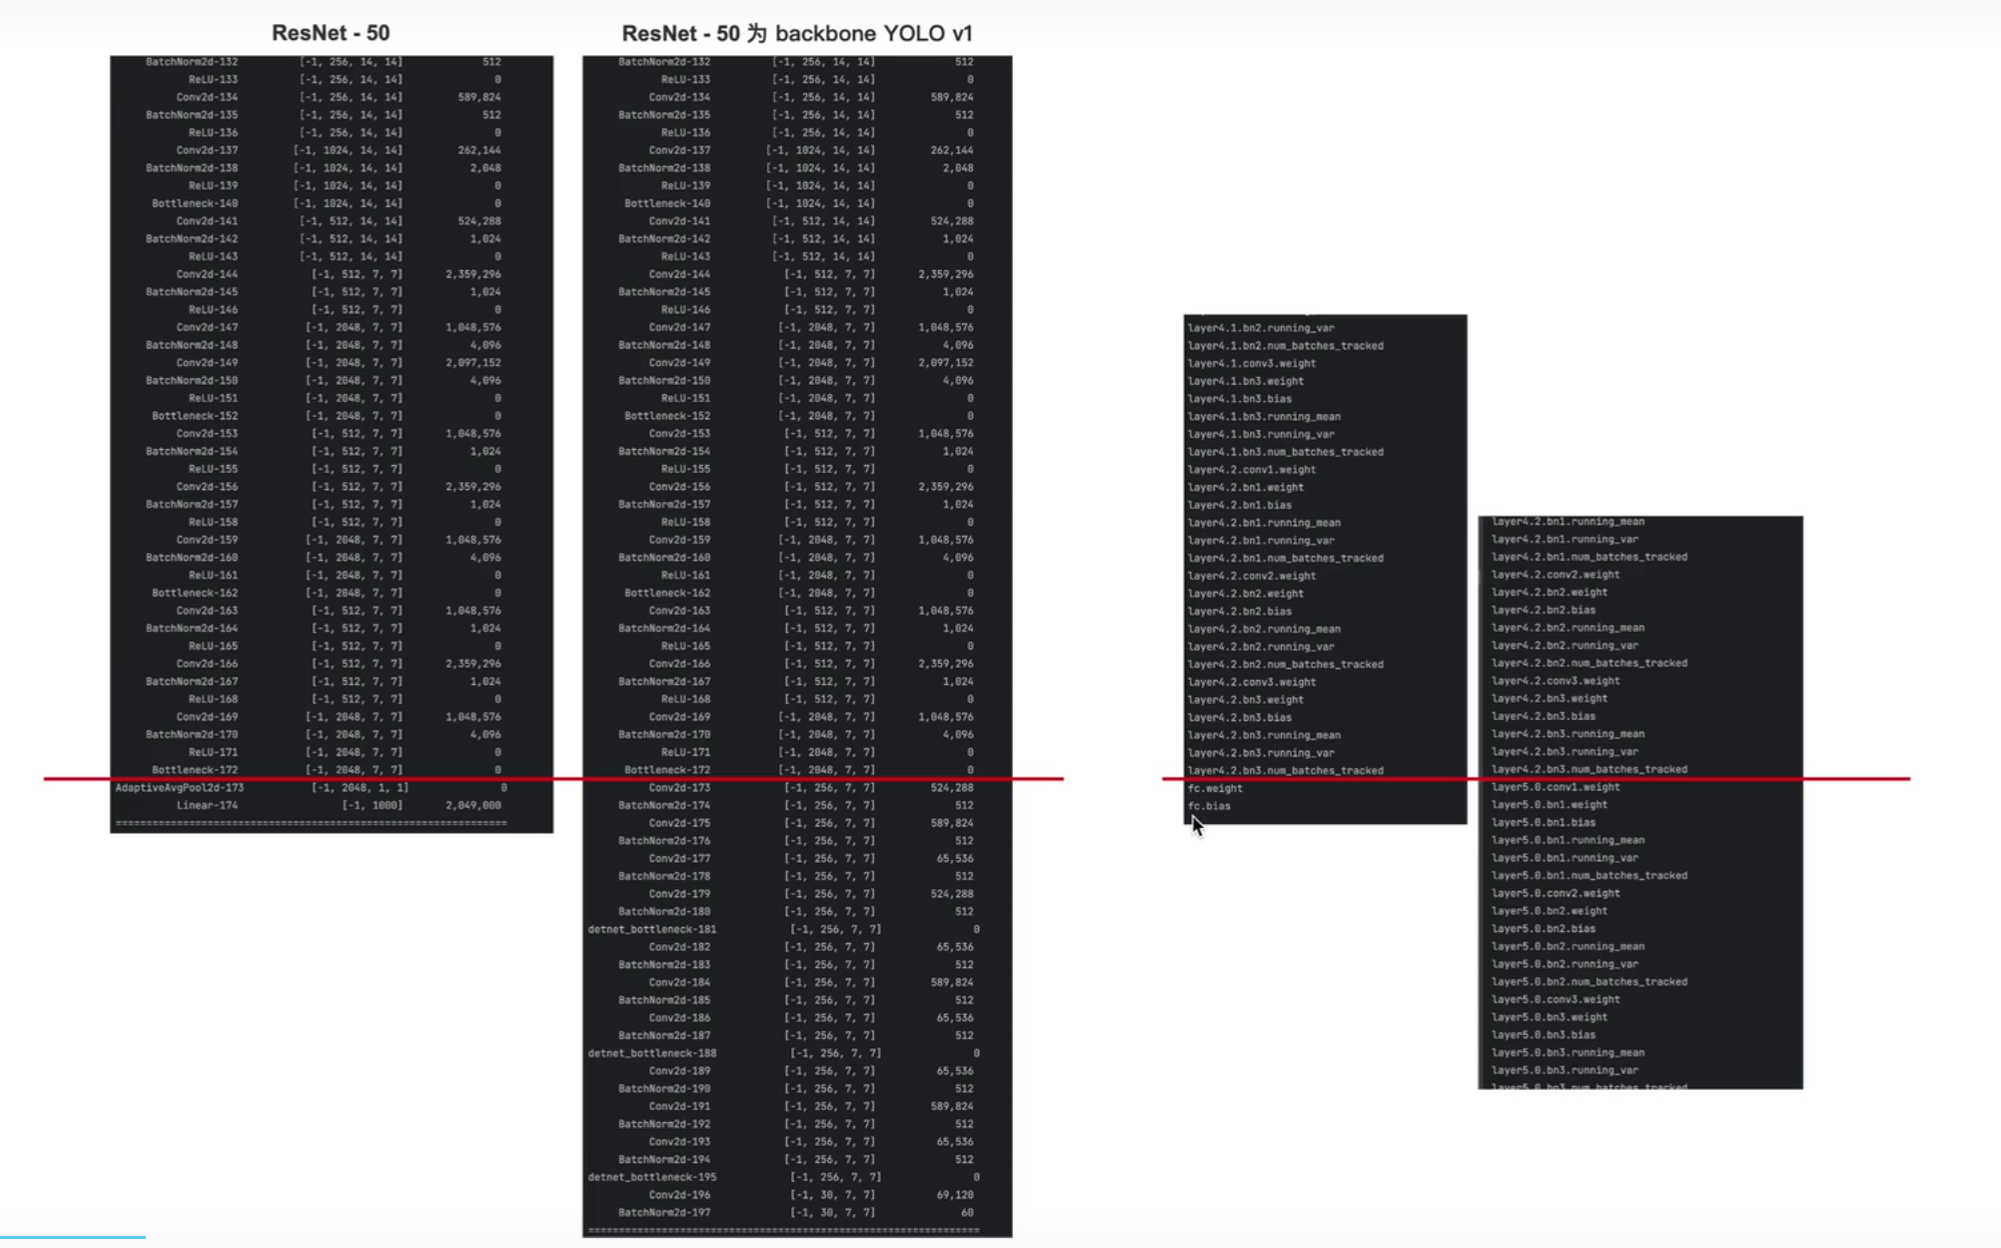 ResNet - 50
BatchNorm2d-132 [-1, 256, 14, 14] 512
ReLU-133 [-1, 256, 14, 14] 0
Conv2d-134 [-1, 256, 14, 14] 589,824
BatchNorm2d-135 [-1, 256, 14, 14] 512
ReLU-136 [-1, 256, 14, 14] 0
Conv2d-137 [-1, 1024, 14, 14] 262,144
BatchNorm2d-138 [-1, 1024, 14, 14] 2,048
ReLU-139 [-1, 1024, 14, 14] 0
Bottleneck-140 [-1, 1024, 14, 14] 0
Conv2d-141 [-1, 512, 14, 14] 524,288
BatchNorm2d-142 [-1, 512, 14, 14] 1,024
ReLU-143 [-1, 512, 14, 14] 0
Conv2d-144 [-1, 512, 7, 7] 2,359,296
BatchNorm2d-145 [-1, 512, 7, 7] 1,024
ReLU-146 [-1, 512, 7, 7] 0
Conv2d-147 [-1, 2048, 7, 7] 1,048,576
BatchNorm2d-148 [-1, 2048, 7, 7] 4,096
Conv2d-149 [-1, 2048, 7, 7] 2,097,152
BatchNorm2d-150 [-1, 2048, 7, 7] 4,096
ReLU-151 [-1, 2048, 7, 7] 0
Bottleneck-152 [-1, 2048, 7, 7] 0
Conv2d-153 [-1, 512, 7, 7] 1,048,576
BatchNorm2d-154 [-1, 512, 7, 7] 1,024
ReLU-155 [-1, 512, 7, 7] 0
Conv2d-156 [-1, 512, 7, 7] 2,359,296
BatchNorm2d-157 [-1, 512, 7, 7] 1,024
ReLU-158 [-1, 512, 7, 7] 0
Conv2d-159 [-1, 2048, 7, 7] 1,048,576
BatchNorm2d-160 [-1, 2048, 7, 7] 4,096
ReLU-161 [-1, 2048, 7, 7] 0
Bottleneck-162 [-1, 2048, 7, 7] 0
Conv2d-163 [-1, 512, 7, 7] 1,048,576
BatchNorm2d-164 [-1, 512, 7, 7] 1,024
ReLU-165 [-1, 512, 7, 7] 0
Conv2d-166 [-1, 512, 7, 7] 2,359,296
BatchNorm2d-167 [-1, 512, 7, 7] 1,024
ReLU-168 [-1, 512, 7, 7] 0
Conv2d-169 [-1, 2048, 7, 7] 1,048,576
BatchNorm2d-170 [-1, 2048, 7, 7] 4,096
ReLU-171 [-1, 2048, 7, 7] 0
Bottleneck-172 [-1, 2048, 7, 7] 0
AdaptiveAvgPool2d-173 [-1, 2048, 1, 1] 0
Linear-174 [-1, 1000] 2,049,000
================================================================
ResNet - 50 为 backbone YOLO v1
BatchNorm2d-132 [-1, 256, 14, 14] 512
ReLU-133 [-1, 256, 14, 14] 0
Conv2d-134 [-1, 256, 14, 14] 589,824
BatchNorm2d-135 [-1, 256, 14, 14] 512
ReLU-136 [-1, 256, 14, 14] 0
Conv2d-137 [-1, 1024, 14, 14] 262,144
BatchNorm2d-138 [-1, 1024, 14, 14] 2,048
ReLU-139 [-1, 1024, 14, 14] 0
Bottleneck-140 [-1, 1024, 14, 14] 0
Conv2d-141 [-1, 512, 14, 14] 524,288
BatchNorm2d-142 [-1, 512, 14, 14] 1,024
ReLU-143 [-1, 512, 14, 14] 0
Conv2d-144 [-1, 512, 7, 7] 2,359,296
BatchNorm2d-145 [-1, 512, 7, 7] 1,024
ReLU-146 [-1, 512, 7, 7] 0
Conv2d-147 [-1, 2048, 7, 7] 1,048,576
BatchNorm2d-148 [-1, 2048, 7, 7] 4,096
Conv2d-149 [-1, 2048, 7, 7] 2,097,152
BatchNorm2d-150 [-1, 2048, 7, 7] 4,096
ReLU-151 [-1, 2048, 7, 7] 0
Bottleneck-152 [-1, 2048, 7, 7] 0
Conv2d-153 [-1, 512, 7, 7] 1,048,576
BatchNorm2d-154 [-1, 512, 7, 7] 1,024
ReLU-155 [-1, 512, 7, 7] 0
Conv2d-156 [-1, 512, 7, 7] 2,359,296
BatchNorm2d-157 [-1, 512, 7, 7] 1,024
ReLU-158 [-1, 512, 7, 7] 0
Conv2d-159 [-1, 2048, 7, 7] 1,048,576
BatchNorm2d-160 [-1, 2048, 7, 7] 4,096
ReLU-161 [-1, 2048, 7, 7] 0
Bottleneck-162 [-1, 2048, 7, 7] 0
Conv2d-163 [-1, 512, 7, 7] 1,048,576
BatchNorm2d-164 [-1, 512, 7, 7] 1,024
ReLU-165 [-1, 512, 7, 7] 0
Conv2d-166 [-1, 512, 7, 7] 2,359,296
BatchNorm2d-167 [-1, 512, 7, 7] 1,024
ReLU-168 [-1, 512, 7, 7] 0
Conv2d-169 [-1, 2048, 7, 7] 1,048,576
BatchNorm2d-170 [-1, 2048, 7, 7] 4,096
ReLU-171 [-1, 2048, 7, 7] 0
Bottleneck-172 [-1, 2048, 7, 7] 0
Conv2d-173 [-1, 256, 7, 7] 524,288
BatchNorm2d-174 [-1, 256, 7, 7] 512
Conv2d-175 [-1, 256, 7, 7] 589,824
BatchNorm2d-176 [-1, 256, 7, 7] 512
Conv2d-177 [-1, 256, 7, 7] 65,536
BatchNorm2d-178 [-1, 256, 7, 7] 512
Conv2d-179 [-1, 256, 7, 7] 524,288
BatchNorm2d-180 [-1, 256, 7, 7] 512
detnet_bottleneck-181 [-1, 256, 7, 7] 0
Conv2d-182 [-1, 256, 7, 7] 65,536
BatchNorm2d-183 [-1, 256, 7, 7] 512
Conv2d-184 [-1, 256, 7, 7] 589,824
BatchNorm2d-185 [-1, 256, 7, 7] 512
Conv2d-186 [-1, 256, 7, 7] 65,536
BatchNorm2d-187 [-1, 256, 7, 7] 512
detnet_bottleneck-188 [-1, 256, 7, 7] 0
Conv2d-189 [-1, 256, 7, 7] 65,536
BatchNorm2d-190 [-1, 256, 7, 7] 512
Conv2d-191 [-1, 256, 7, 7] 589,824
BatchNorm2d-192 [-1, 256, 7, 7] 512
Conv2d-193 [-1, 256, 7, 7] 65,536
BatchNorm2d-194 [-1, 256, 7, 7] 512
detnet_bottleneck-195 [-1, 256, 7, 7] 0
Conv2d-196 [-1, 30, 7, 7] 69,120
BatchNorm2d-197 [-1, 30, 7, 7] 60
================================================================
layer4.1.bn2.running_var
layer4.1.bn2.num_batches_tracked
layer4.1.conv3.weight
layer4.1.bn3.weight
layer4.1.bn3.bias
layer4.1.bn3.running_mean
layer4.1.bn3.running_var
layer4.1.bn3.num_batches_tracked
layer4.2.conv1.weight
layer4.2.bn1.weight
layer4.2.bn1.bias
layer4.2.bn1.running_mean
layer4.2.bn1.running_var
layer4.2.bn1.num_batches_tracked
layer4.2.conv2.weight
layer4.2.bn2.weight
layer4.2.bn2.bias
layer4.2.bn2.running_mean
layer4.2.bn2.running_var
layer4.2.bn2.num_batches_tracked
layer4.2.conv3.weight
layer4.2.bn3.weight
layer4.2.bn3.bias
layer4.2.bn3.running_mean
layer4.2.bn3.running_var
layer4.2.bn3.num_batches_tracked
fc.weight
fc.bias
layer4.2.bn1.running_mean
layer4.2.bn1.running_var
layer4.2.bn1.num_batches_tracked
layer4.2.conv2.weight
layer4.2.bn2.weight
layer4.2.bn2.bias
layer4.2.bn2.running_mean
layer4.2.bn2.running_var
layer4.2.bn2.num_batches_tracked
layer4.2.conv3.weight
layer4.2.bn3.weight
layer4.2.bn3.bias
layer4.2.bn3.running_mean
layer4.2.bn3.running_var
layer4.2.bn3.num_batches_tracked
layer5.0.conv1.weight
layer5.0.bn1.weight
layer5.0.bn1.bias
layer5.0.bn1.running_mean
layer5.0.bn1.running_var
layer5.0.bn1.num_batches_tracked
layer5.0.conv2.weight
layer5.0.bn2.weight
layer5.0.bn2.bias
layer5.0.bn2.running_mean
layer5.0.bn2.running_var
layer5.0.bn2.num_batches_tracked
layer5.0.conv3.weight
layer5.0.bn3.weight
layer5.0.bn3.bias
layer5.0.bn3.running_mean
layer5.0.bn3.running_var
layer5.0.bn3.num_batches_tracked